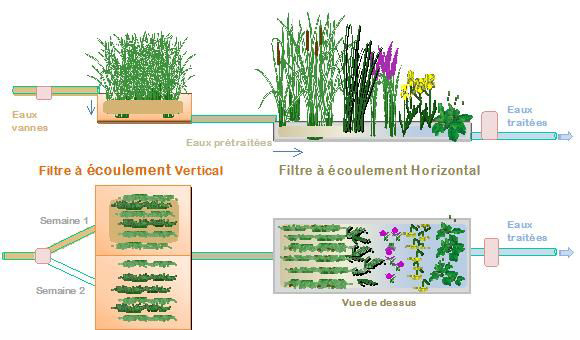 Eaux
vannes
Eaux prétraitées
Eaux
traitées
Filtre à écoulement Vertical
Filtre à écoulement Horizontal
Semaine 1
Semaine 2
Eaux
traitées
Vue de dessus